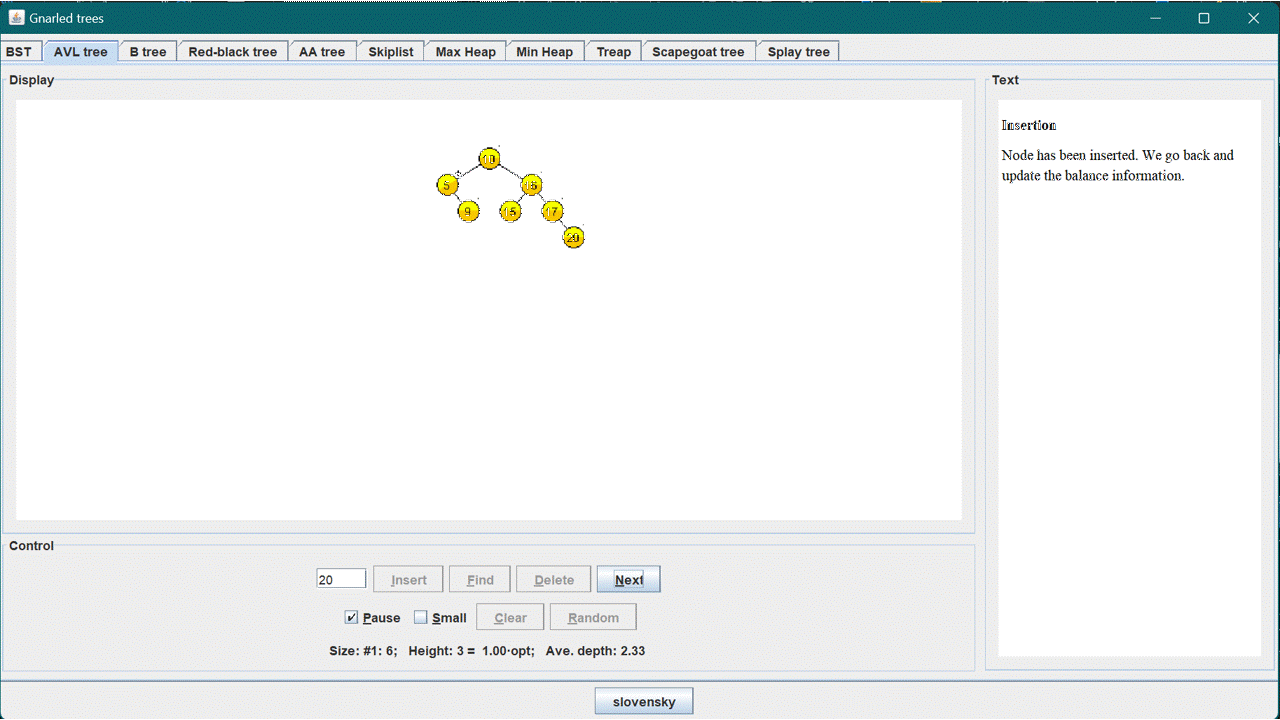 Gnarled trees
BST AVL tree B tree Red-black tree AA tree Skiplist Max Heap Min Heap Treap Scapegoat tree Splay tree
Display
Text
Insertion
Node has been inserted. We go back and
update the balance information.
10
5 16
9 15 17
20
Control
20 Insert Find Delete Next
Pause Small Clear Random
Size: #1: 6; Height: 3 = 1.00·opt; Ave. depth: 2.33
slovensky